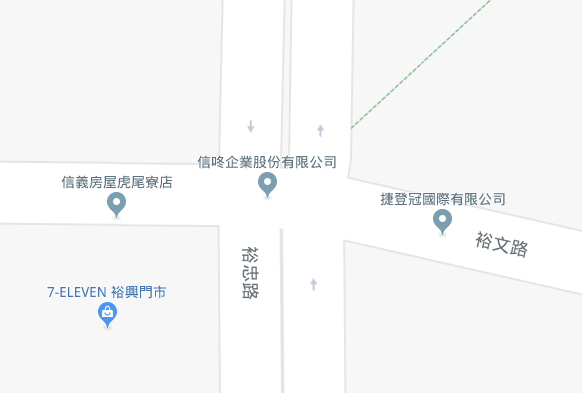 信咚企業股份有限公司
信義房屋虎尾寮店
捷登冠國際有限公司
裕文路
裕忠路
7-ELEVEN 裕興門市